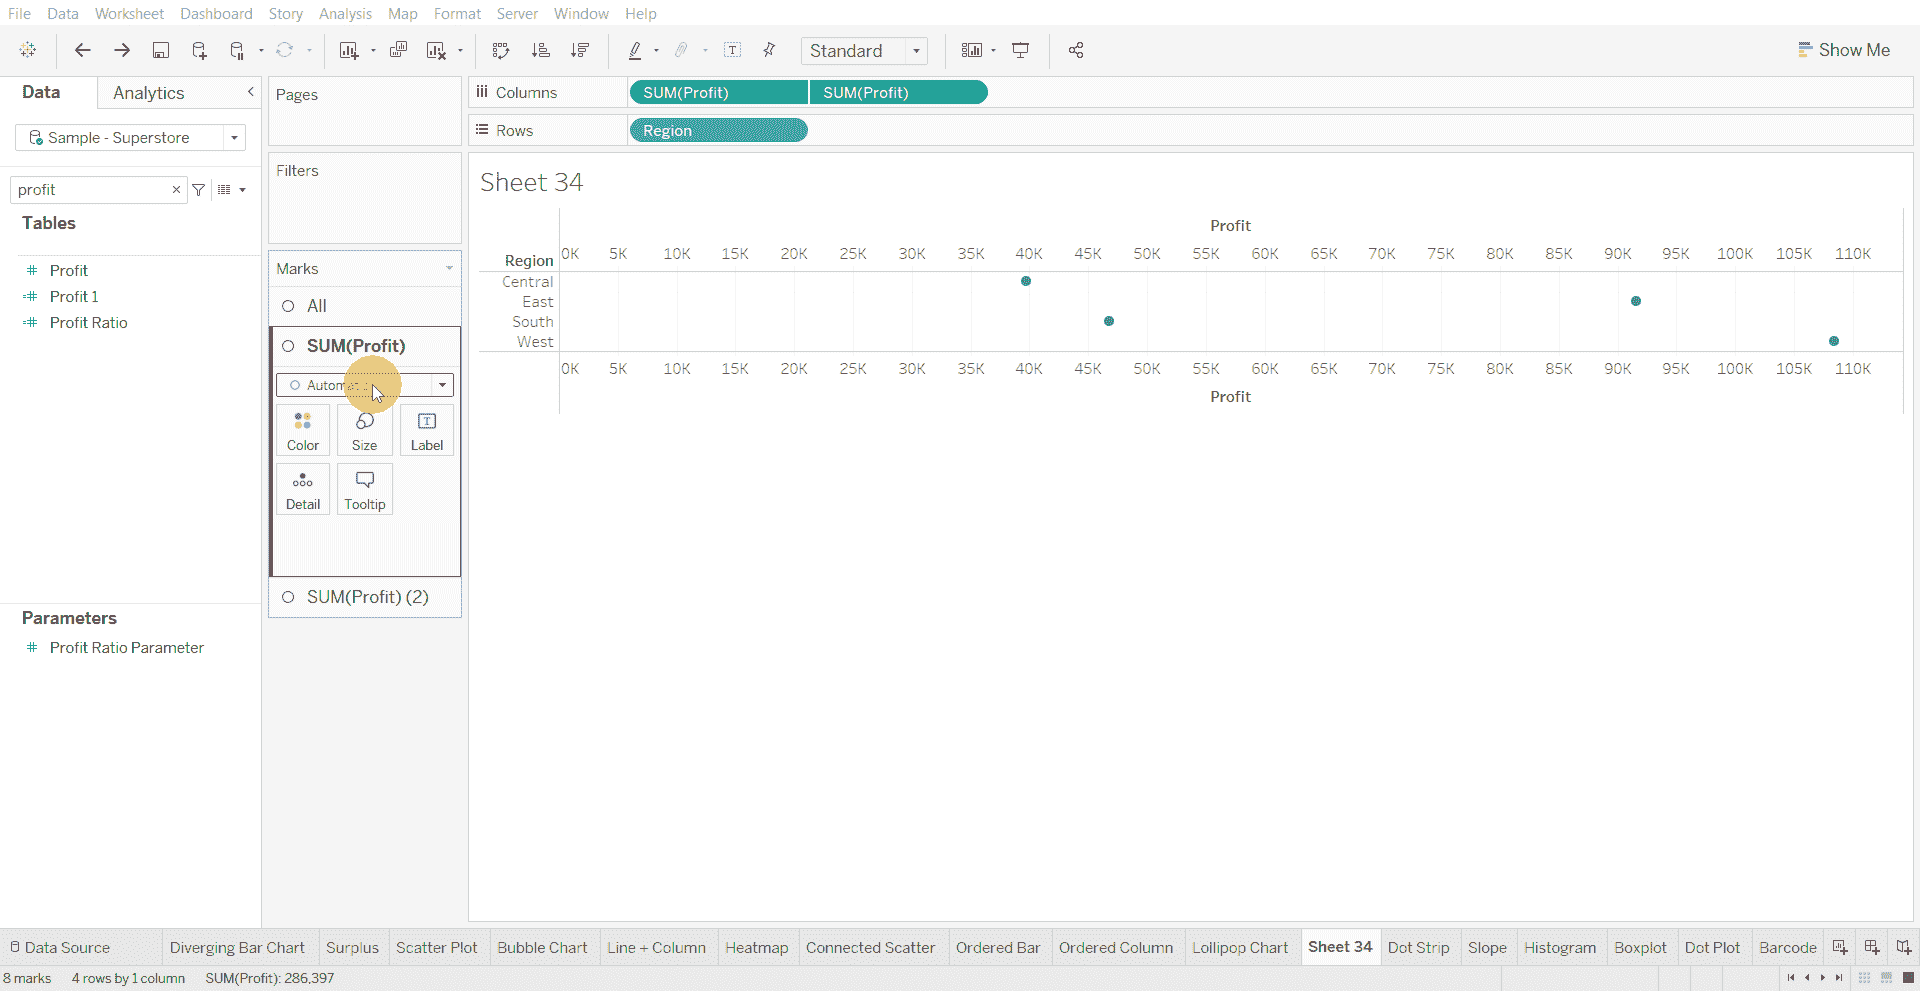 File Data Worksheet Dashboard Story Analysis Map Format Server Window Help
Standard
Show Me
Data
Analytics
Sample - Superstore
profit
Tables
Profit
Profit 1
Profit Ratio
Parameters
Profit Ratio Parameter
Pages
Filters
Marks
All
SUM(Profit)
Color Size Label
Detail Tooltip
SUM(Profit) (2)
Columns SUM(Profit) SUM(Profit)
Rows Region
Sheet 34
Profit
Region 0K 5K 10K 15K 20K 25K 30K 35K 40K 45K 50K 55K 60K 65K 70K 75K 80K 85K 90K 95K 100K 105K 110K
Central
East
South
West
0K 5K 10K 15K 20K 25K 30K 35K 40K 45K 50K 55K 60K 65K 70K 75K 80K 85K 90K 95K 100K 105K 110K
Profit
Data Source Diverging Bar Chart Surplus Scatter Plot Bubble Chart Line + Column Heatmap Connected Scatter Ordered Bar Ordered Column Lollipop Chart Sheet 34 Dot Strip Slope Histogram Boxplot Dot Plot Barcode
8 marks 4 rows by 1 column SUM(Profit): 286,397